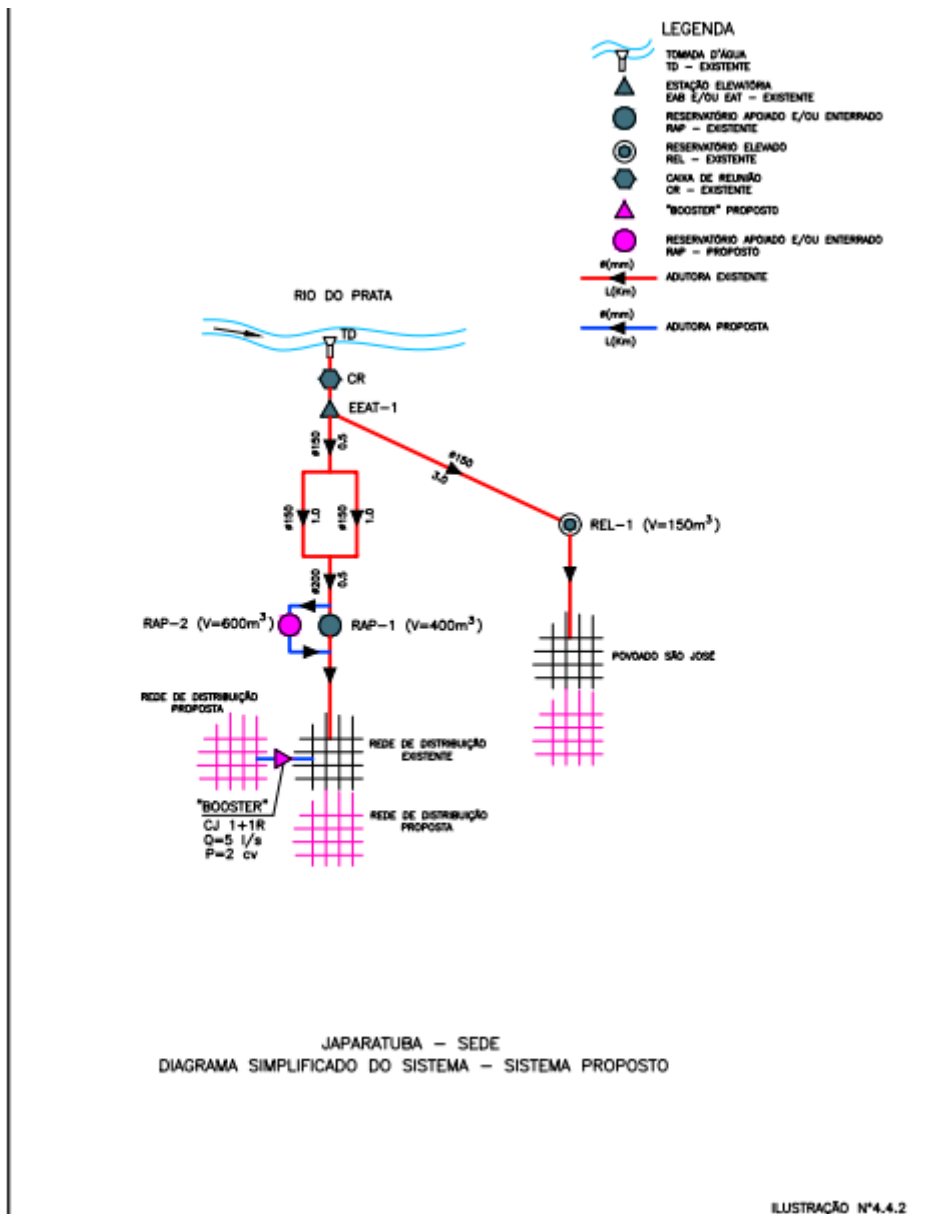 LEGENDA
TOMADA D'ÁGUA
TD – EXISTENTE
ESTAÇÃO ELEVATÓRIA
EAB E/OU EAT – EXISTENTE
RESERVATÓRIO APOIADO E/OU ENTERRADO
RAP – EXISTENTE
RESERVATÓRIO ELEVADO
REL – EXISTENTE
CAIXA DE REUNIÃO
CR – EXISTENTE
"BOOSTER" PROPOSTO
RESERVATÓRIO APOIADO E/OU ENTERRADO
RAP – PROPOSTO
ø(mm)
L(Km)
ADUTORA EXISTENTE
ø(mm)
L(Km)
ADUTORA PROPOSTA
RIO DO PRATA
TD
CR
EEAT-1
ø150
0.5
ø150
3.0
ø150
1.0
ø150
1.0
REL-1 (V=150m³)
ø200
0.5
RAP-2 (V=600m³)
RAP-1 (V=400m³)
POVOADO SÃO JOSÉ
REDE DE DISTRIBUIÇÃO
PROPOSTA
REDE DE DISTRIBUIÇÃO
EXISTENTE
"BOOSTER"
CJ 1+1R
Q=5 l/s
P=2 cv
REDE DE DISTRIBUIÇÃO
PROPOSTA
JAPARATUBA – SEDE
DIAGRAMA SIMPLIFICADO DO SISTEMA – SISTEMA PROPOSTO
ILUSTRAÇÃO N°4.4.2